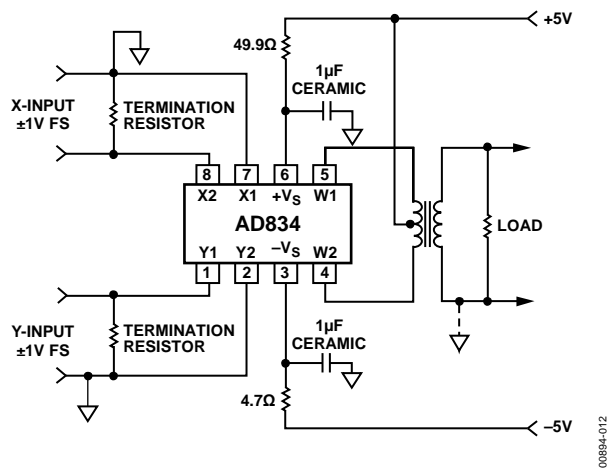 +5V
49.9Ω
1µF
CERAMIC
X-INPUT
±1V FS
TERMINATION
RESISTOR
8 7 6 5
X2 X1 +VS W1
AD834
Y1 Y2 –VS W2
1 2 3 4
LOAD
Y-INPUT
±1V FS
TERMINATION
RESISTOR
1µF
CERAMIC
4.7Ω
–5V
00894-012